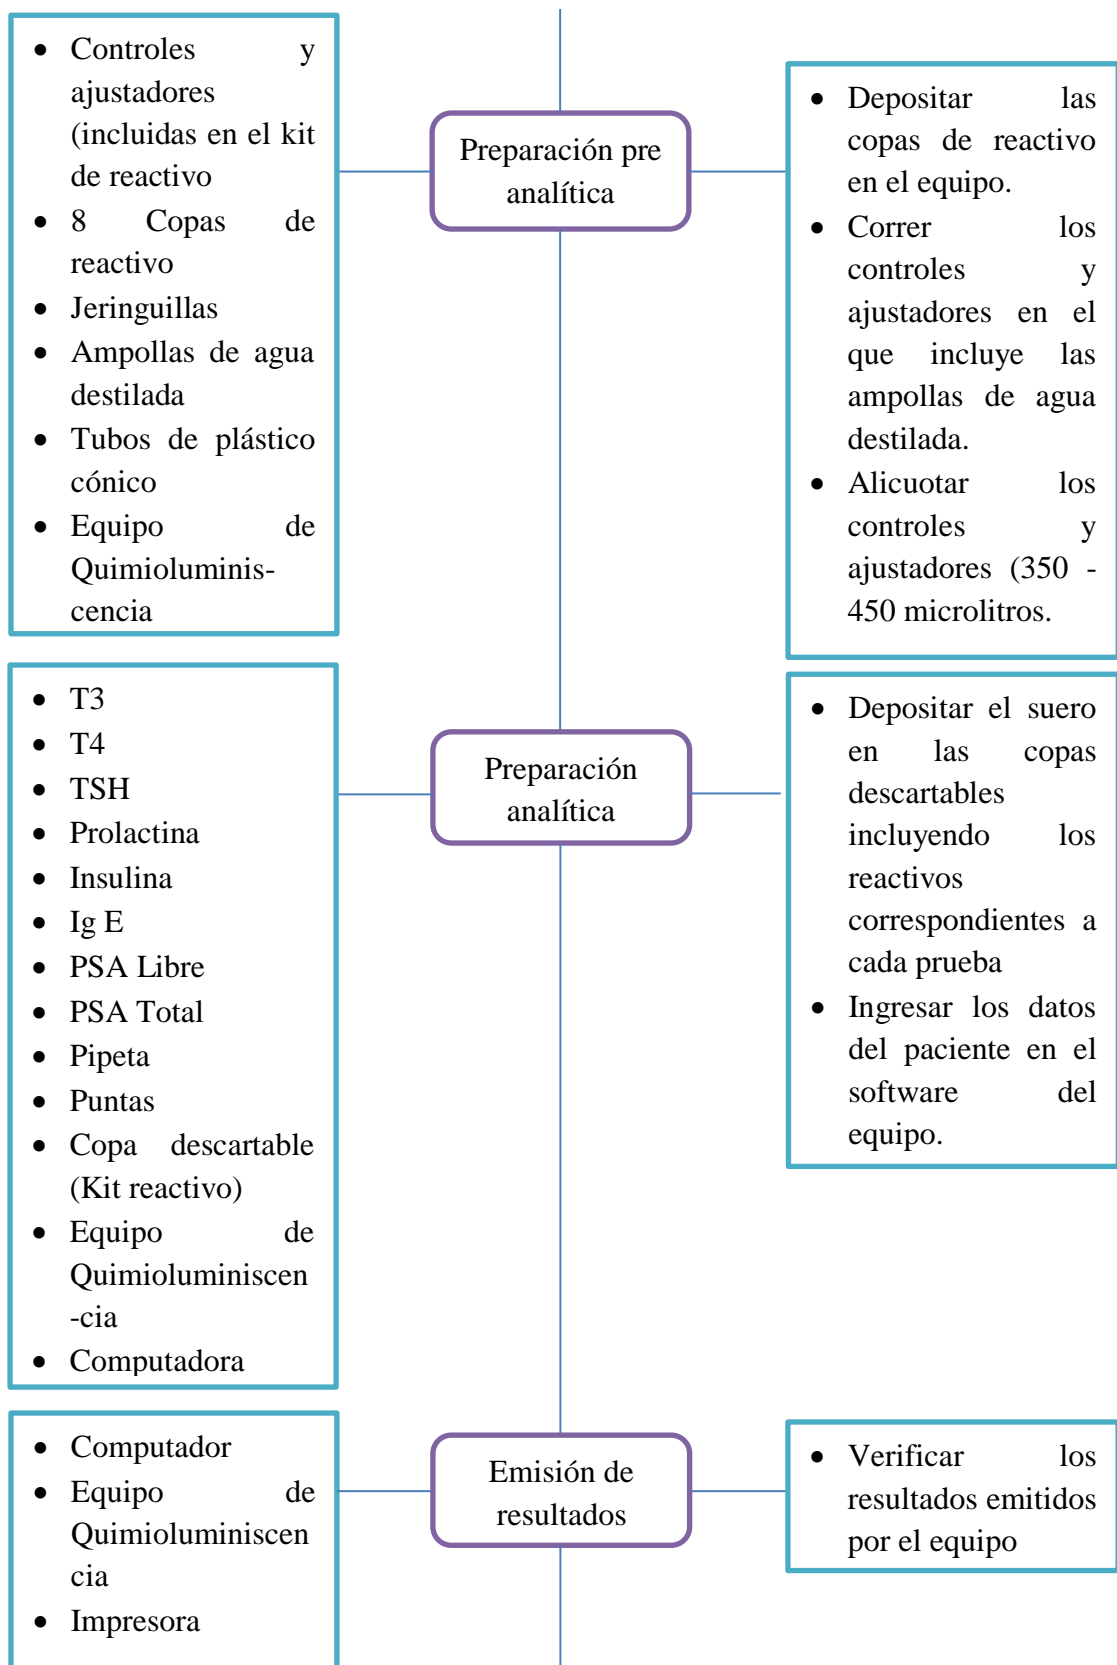 • Controles y
ajustadores
(incluidas en el kit
de reactivo
• 8 Copas de
reactivo
• Jeringuillas
• Ampollas de agua
destilada
• Tubos de plástico
cónico
• Equipo de
Quimioluminis-
cencia
Preparación pre
analítica
• Depositar las
copas de reactivo
en el equipo.
• Correr los
controles y
ajustadores en el
que incluye las
ampollas de agua
destilada.
• Alicuotar los
controles y
ajustadores (350 -
450 microlitros.
• T3
• T4
• TSH
• Prolactina
• Insulina
• Ig E
• PSA Libre
• PSA Total
• Pipeta
• Puntas
• Copa descartable
(Kit reactivo)
• Equipo de
Quimioluminiscen
-cia
• Computadora
Preparación
analítica
• Depositar el suero
en las copas
descartables
incluyendo los
reactivos
correspondientes a
cada prueba
• Ingresar los datos
del paciente en el
software del
equipo.
• Computador
• Equipo de
Quimioluminiscen
cia
• Impresora
Emisión de
resultados
• Verificar los
resultados emitidos
por el equipo